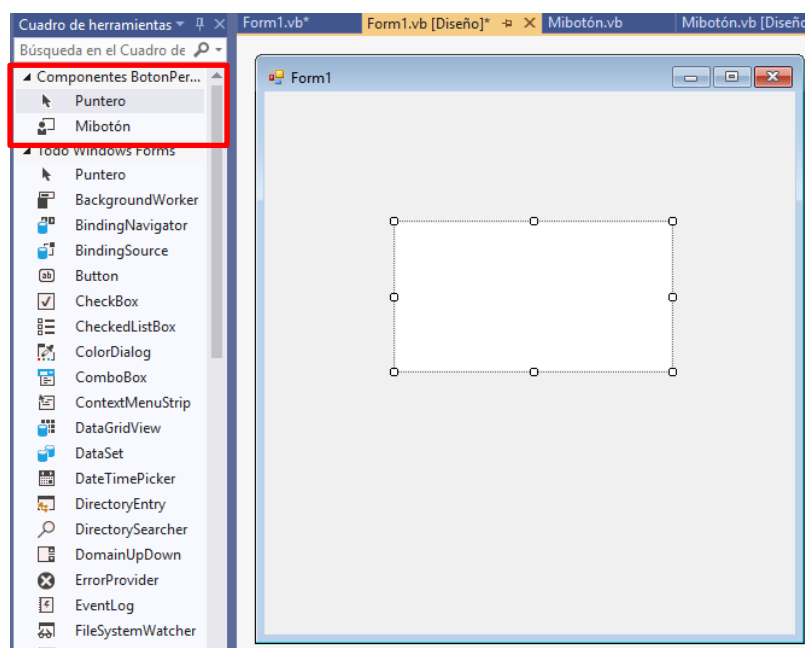 Cuadro de herramientas
Form1.vb*
Form1.vb [Diseño]*
Mibotón.vb
Mibotón.vb [Diseño
Búsqueda en el Cuadro de
Componentes BotonPer...
Puntero
Mibotón
Todo Windows Forms
Puntero
BackgroundWorker
BindingNavigator
BindingSource
Button
CheckBox
CheckedListBox
ColorDialog
ComboBox
ContextMenuStrip
DataGridView
DataSet
DateTimePicker
DirectoryEntry
DirectorySearcher
DomainUpDown
ErrorProvider
EventLog
FileSystemWatcher
Form1